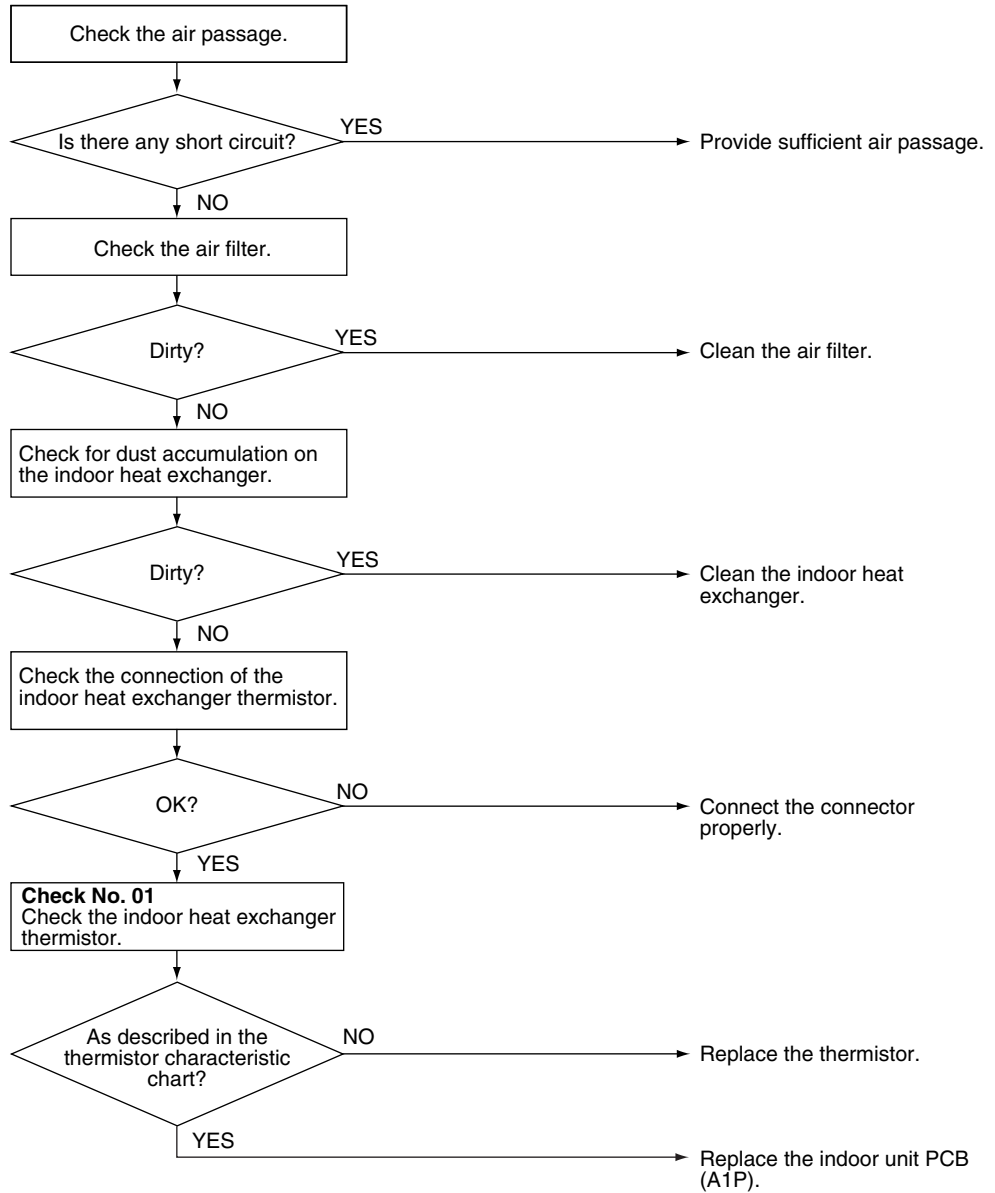 Check the air passage.
Is there any short circuit?
YES
Provide sufficient air passage.
NO
Check the air filter.
Dirty?
YES
Clean the air filter.
NO
Check for dust accumulation on
the indoor heat exchanger.
Dirty?
YES
Clean the indoor heat
exchanger.
NO
Check the connection of the
indoor heat exchanger thermistor.
OK?
NO
Connect the connector
properly.
YES
Check No. 01
Check the indoor heat exchanger
thermistor.
As described in the
thermistor characteristic
chart?
NO
Replace the thermistor.
YES
Replace the indoor unit PCB
(A1P).